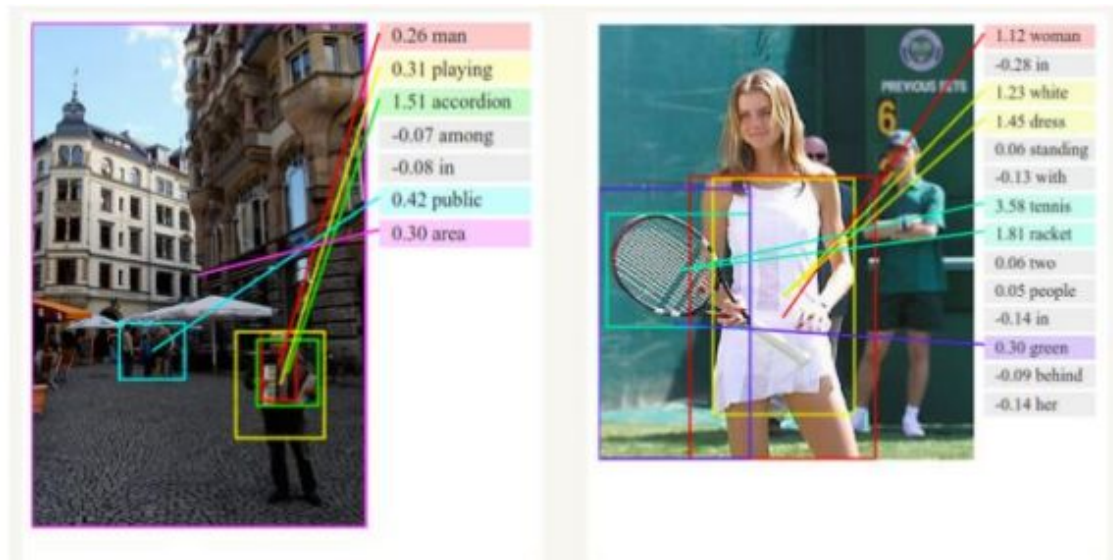 0.26 man
0.31 playing
1.51 accordion
-0.07 among
-0.08 in
0.42 public
0.30 area
PREVIOUS SETS
6
1.12 woman
-0.28 in
1.23 white
1.45 dress
0.06 standing
-0.13 with
3.58 tennis
1.81 racket
0.06 two
0.05 people
-0.14 in
0.30 green
-0.09 behind
-0.14 her